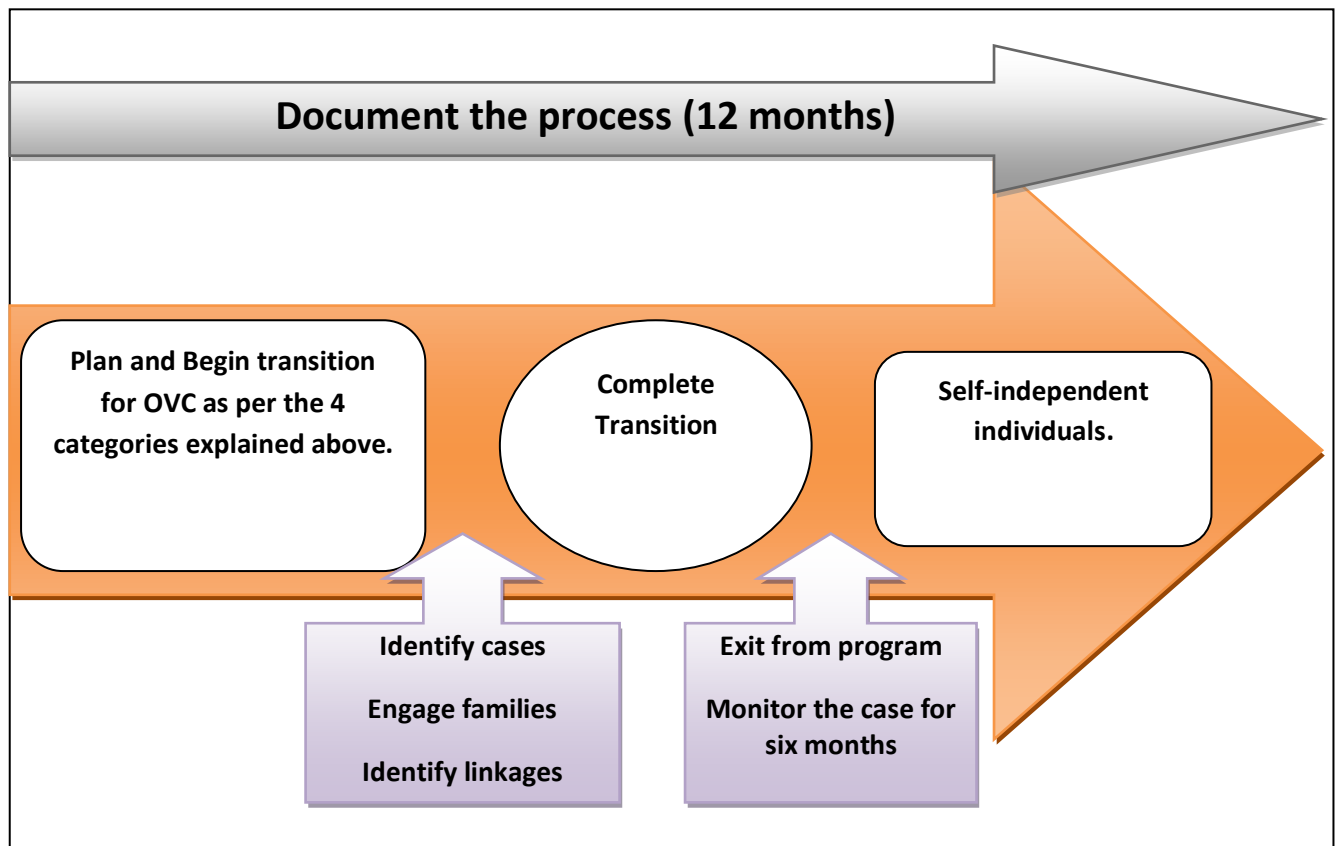 Document the process (12 months)
Plan and Begin transition
for OVC as per the 4
categories explained above.
Complete
Transition
Self-independent
individuals.
Identify cases
Engage families
Identify linkages
Exit from program
Monitor the case for
six months